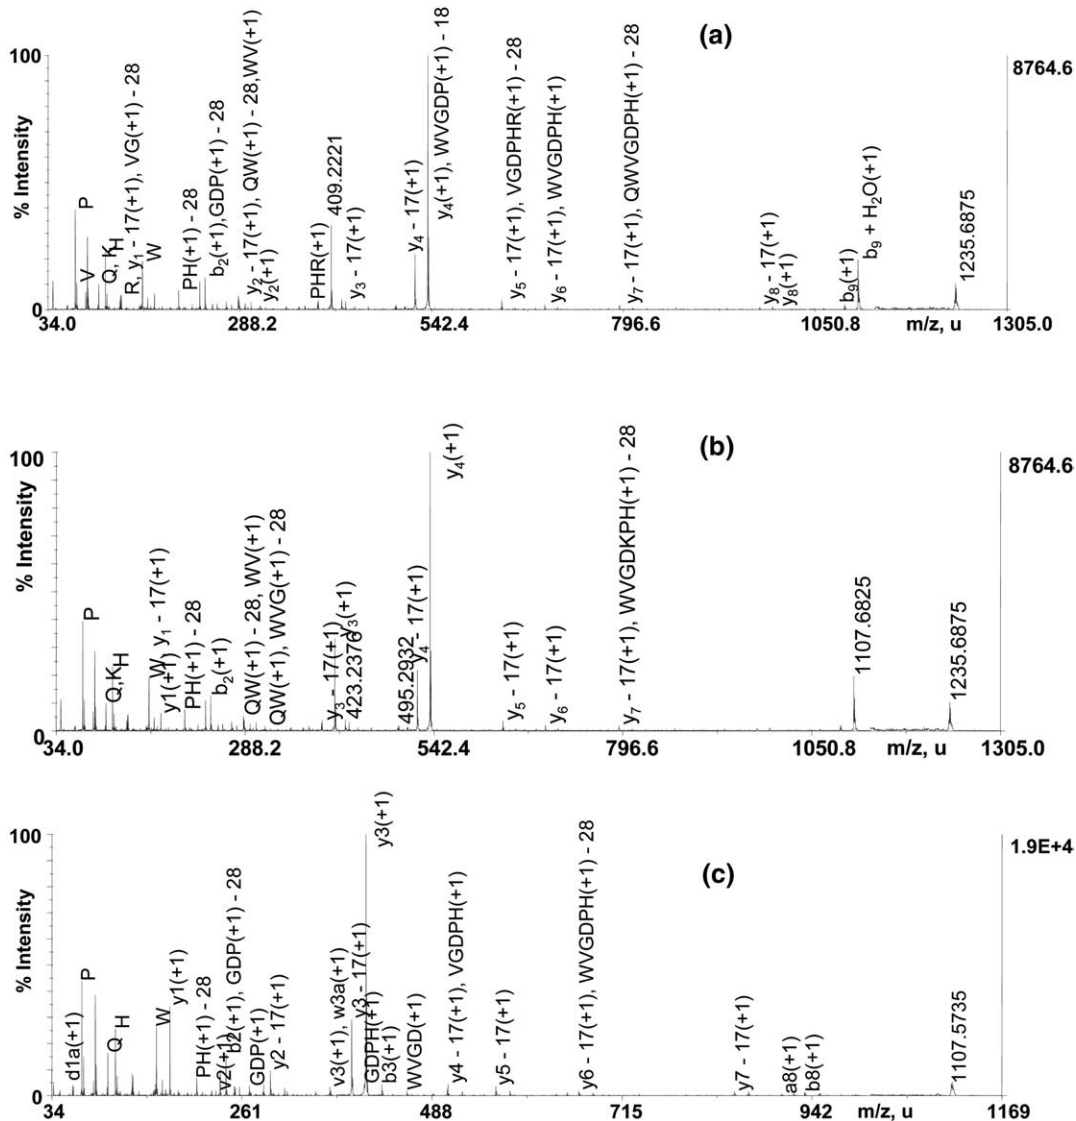 (a)
100
8764.6
% Intensity
P
V
Q, K
H
R, y1 - 17(+1), VG(+1) - 28
W
PH(+1) - 28
b2(+1),GDP(+1) - 28
y2 - 17(+1), QW(+1) - 28,WV(+1)
y2(+1)
PHR(+1)
409.2221
y3 - 17(+1)
y4 - 17(+1)
y4(+1), WVGDP(+1) - 18
y5 - 17(+1), VGDPHR(+1) - 28
y6 - 17(+1), WVGDPH(+1)
y7 - 17(+1), QWVGDPH(+1) - 28
y8 - 17(+1)
y8(+1)
b9(+1)
b9 + H2O(+1)
1235.6875
0
34.0 288.2 542.4 796.6 1050.8 m/z, u 1305.0
(b)
100
8764.6
% Intensity
P
Q,K
H
W
y1 - 17(+1)
y1(+1)
PH(+1) - 28
b2(+1)
QW(+1) - 28, WV(+1)
QW(+1), WVG(+1) - 28
y3 - 17(+1)
y3(+1)
423.2376
495.2932
y4 - 17(+1)
y4(+1)
y5 - 17(+1)
y6 - 17(+1)
y7 - 17(+1), WVGDKPH(+1) - 28
1107.6825
1235.6875
0
34.0 288.2 542.4 796.6 1050.8 m/z, u 1305.0
(c)
100
1.9E+4
% Intensity
d1a(+1)
P
Q
H
W
y1(+1)
PH(+1) - 28
y2(+1)
b2(+1), GDP(+1) - 28
GDP(+1)
y2 - 17(+1)
v3(+1), w3a(+1)
y3 - 17(+1)
y3(+1)
GDPH(+1)
b3(+1)
WVGD(+1)
y4 - 17(+1), VGDPH(+1)
y5 - 17(+1)
y6 - 17(+1), WVGDPH(+1) - 28
y7 - 17(+1)
a8(+1)
b8(+1)
1107.5735
0
34 261 488 715 942 m/z, u 1169